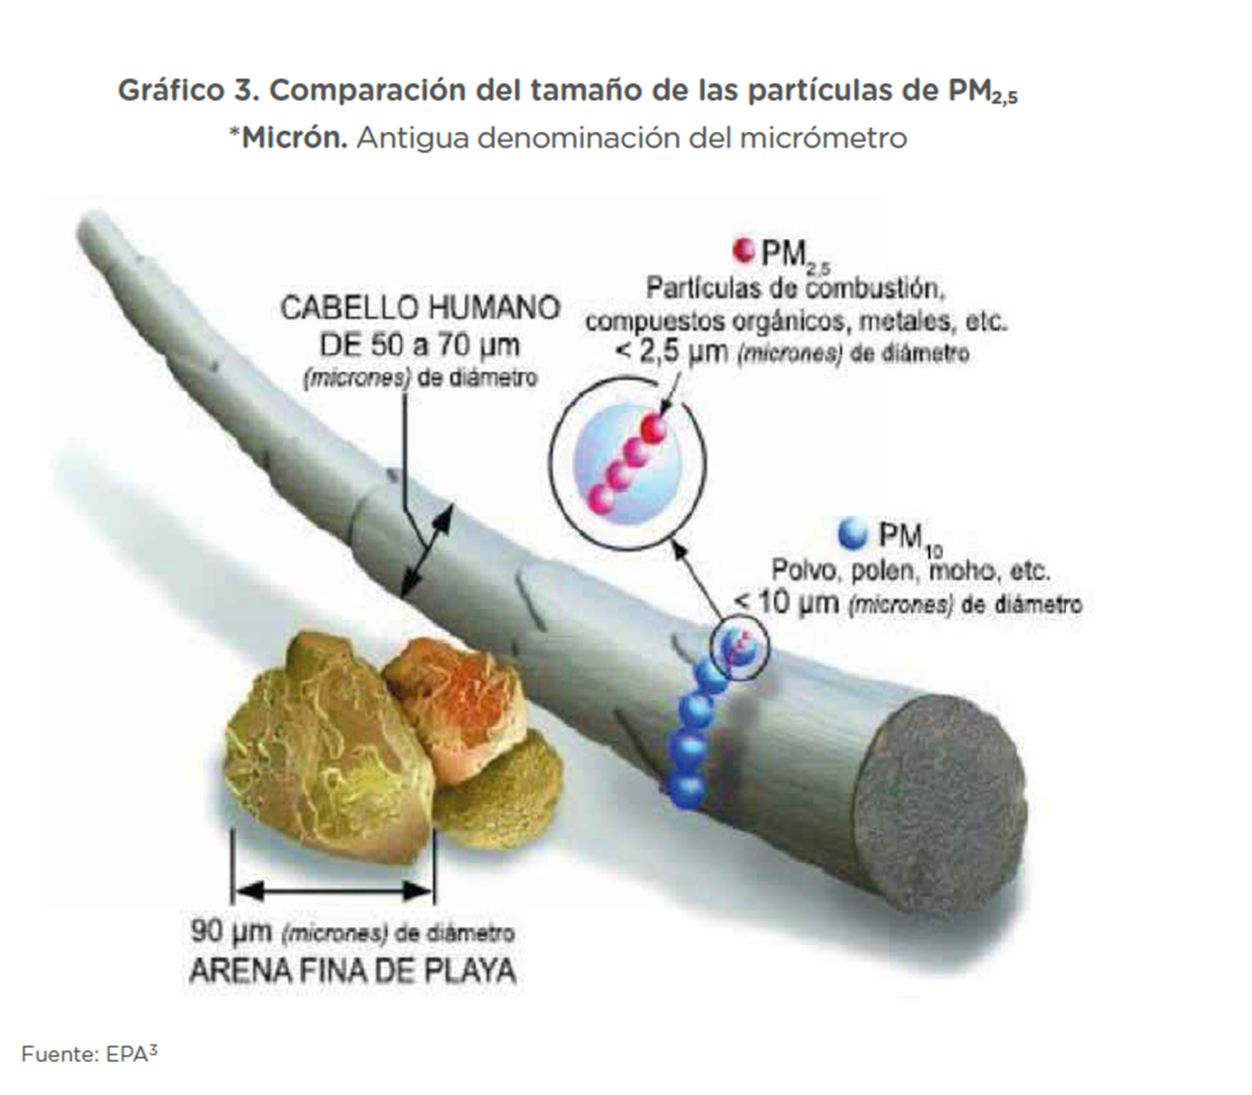 Gráfico 3. Comparación del tamaño de las partículas de PM2,5
*Micrón. Antigua denominación del micrómetro
CABELLO HUMANO
DE 50 a 70 μm
(micrones) de diámetro
PM2,5
Partículas de combustión,
compuestos orgánicos, metales, etc.
< 2,5 μm (micrones) de diámetro
PM10
Polvo, polen, moho, etc.
< 10 μm (micrones) de diámetro
90 μm (micrones) de diámetro
ARENA FINA DE PLAYA
Fuente: EPA3